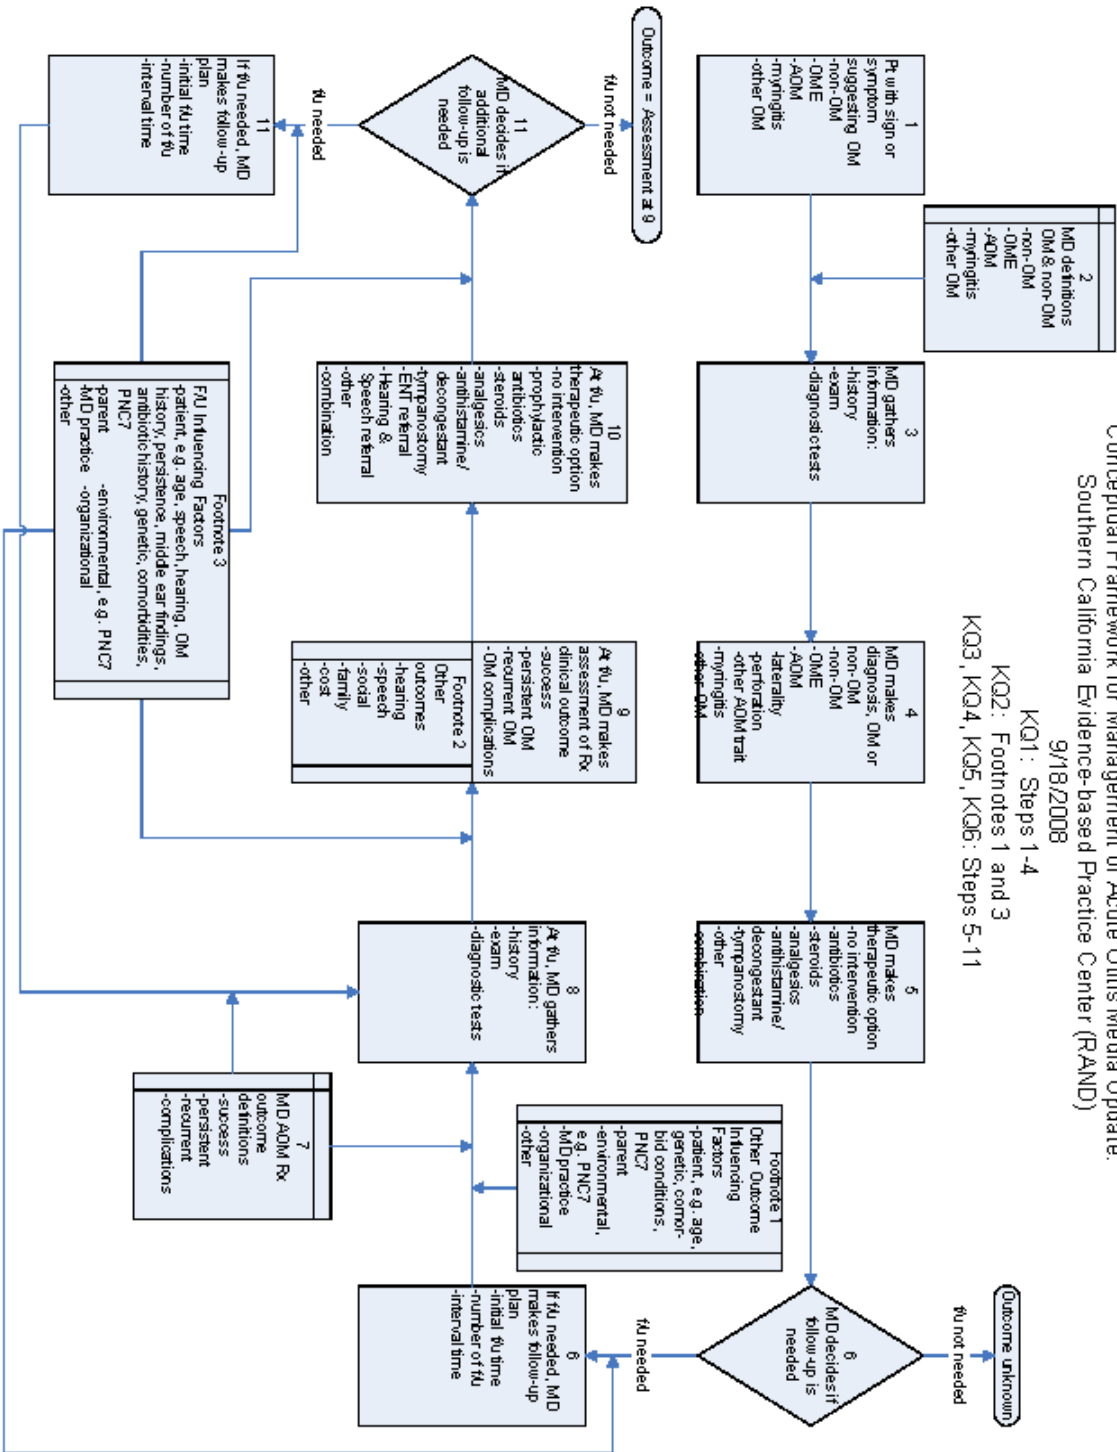 Conceptual Framework for Management of Acute Otitis Media Update:
Southern California Evidence-based Practice Center (RAND)
9/18/2008
KQ1: Steps 1-4
KQ2: Footnotes 1 and 3
KQ3, KQ4, KQ5, KQ6: Steps 5-11
1
Pt with sign or
symptom
suggesting OM
-non-OM
-OME
-AOM
-myringitis
-other OM
2
MD definitions
OM & non-OM
-non-OM
-OME
-AOM
-myringitis
-other OM
3
MD gathers
information:
-history
-exam
-diagnostic tests
4
MD makes
diagnosis, OM or
non-OM
-non-OM
-OME
-AOM
-laterality
-perforation
-other AOM trait
-myringitis
-other OM
5
MD makes
therapeutic option
-no intervention
-antibiotics
-steroids
-analgesics
-antihistamine/
decongestant
-tympanostomy
-other
-combination
6
MD decides if
follow-up is
needed
f/u not needed
Outcome unknown
f/u needed
6
If f/u needed, MD
makes follow-up
plan
-initial f/u time
-number of f/u
-interval time
Footnote 1
Other Outcome
Influencing
Factors
-patient, e.g. age,
genetic, comor-
bid conditions,
PNC7
-parent
-environmental,
e.g. PNC7
-MD practice
-organizational
-other
7
MD AOM Rx
outcome
definitions
-success
-persistent
-recurrent
-complications
8
At f/u, MD gathers
information:
-history
-exam
-diagnostic tests
9
At f/u, MD makes
assessment of Rx
clinical outcome
-success
-persistent OM
-recurrent OM
-OM complications
Footnote 2
Other
outcomes
-hearing
-speech
-social
-family
-cost
-other
10
At f/u, MD makes
therapeutic option
-no intervention
-prophylactic
antibiotics
-steroids
-analgesics
-antihistamine/
decongestant
-tympanostomy
-ENT referral
-Hearing &
Speech referral
-other
-combination
11
MD decides if
additional
follow-up is
needed
f/u not needed
Outcome = Assessment at 9
f/u needed
11
If f/u needed, MD
makes follow-up
plan
-initial f/u time
-number of f/u
-interval time
Footnote 3
F/U Influencing Factors
-patient, e.g. age, speech, hearing, OM
history, persistence, middle ear findings,
antibiotic history, genetic, comorbidities,
PNC7
-parent -environmental, e.g. PNC7
-MD practice -organizational
-other